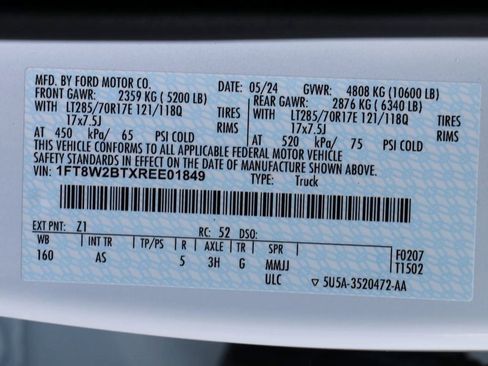 MFD. BY FORD MOTOR CO. DATE: 05/24 GVWR: 4808 KG (10600 LB)
FRONT GAWR: 2359 KG (5200 LB) REAR GAWR: 2876 KG (6340 LB)
WITH LT285/70R17E 121/118Q TIRES WITH LT285/70R17E 121/118Q TIRES
17x7.5J RIMS 17x7.5J RIMS
AT 450 kPa/ 65 PSI COLD AT 520 kPa/ 75 PSI COLD
THIS VEHICLE CONFORMS TO ALL APPLICABLE FEDERAL MOTOR VEHICLE
SAFETY STANDARDS IN EFFECT ON THE DATE OF MANUFACTURE SHOWN ABOVE.
VIN: 1FT8W2BTXREE01849 TYPE: Truck
EXT PNT: Z1 RC: 52 DSO:
WB INT TR TP/PS R AXLE TR SPR F0207
160 AS 5 3H G MMJJ T1502
ULC 5U5A-3520472-AA